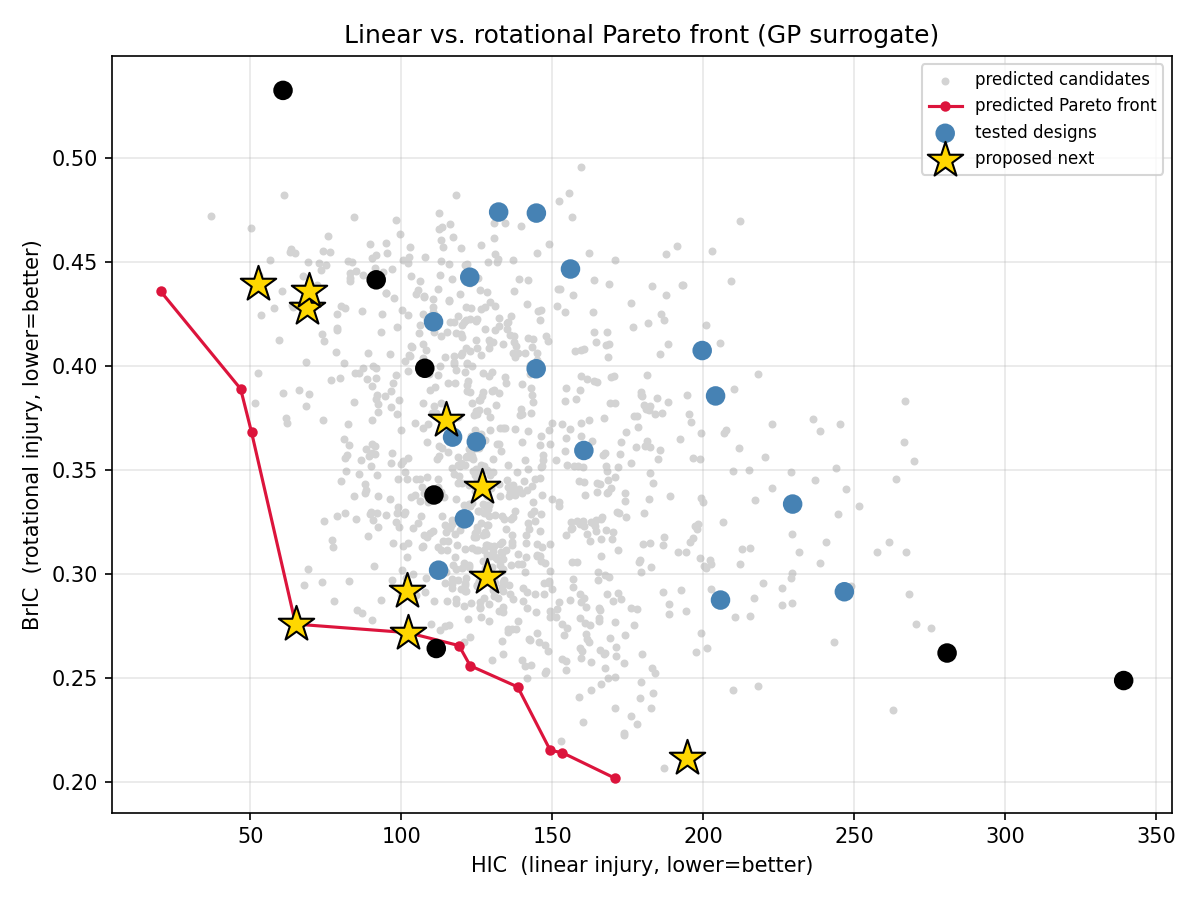 Linear vs. rotational Pareto front (GP surrogate)
predicted candidates
predicted Pareto front
tested designs
proposed next
BrIC  (rotational injury, lower=better)
0.50
0.45
0.40
0.35
0.30
0.25
0.20
50 100 150 200 250 300 350
HIC  (linear injury, lower=better)